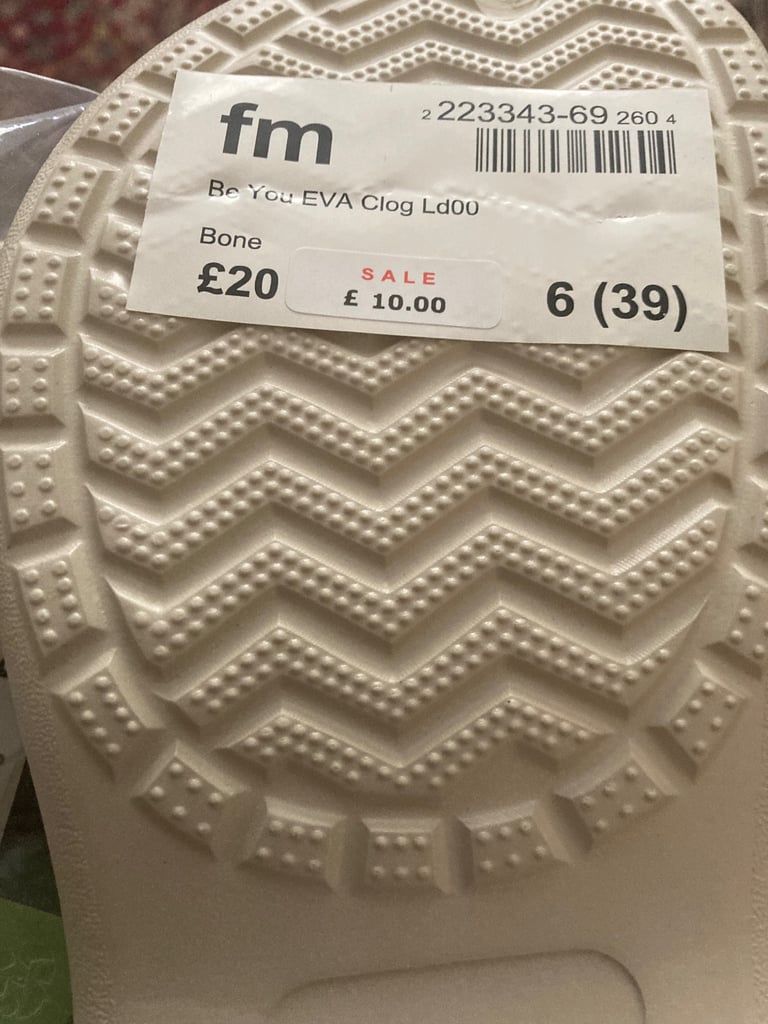 fm
2 223343-69 260 4
Be You EVA Clog Ld00
Bone
£20
SALE
£ 10.00
6 (39)